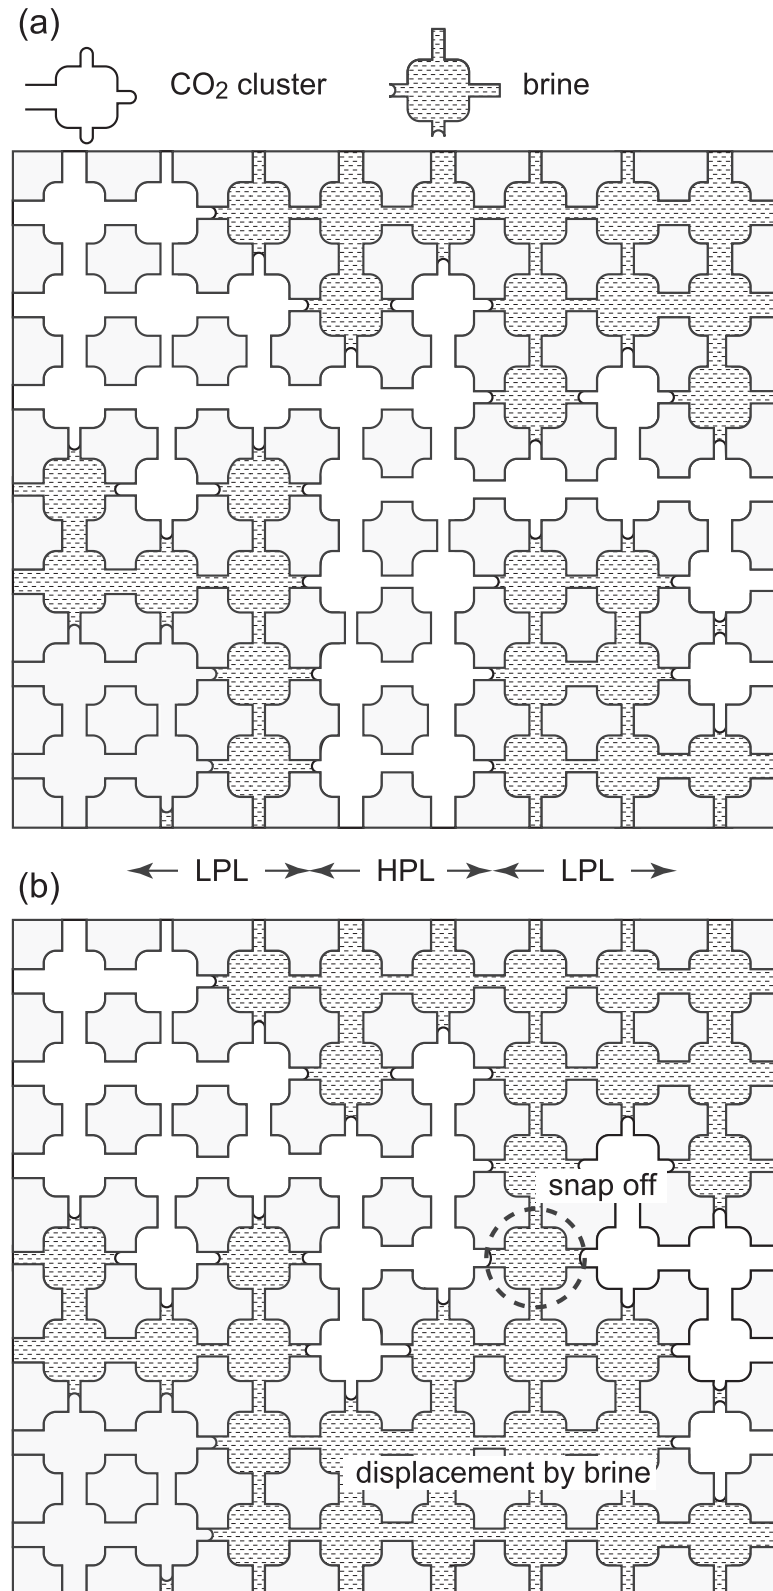 (a)
CO2 cluster
brine
LPL HPL LPL
(b)
snap off
displacement by brine